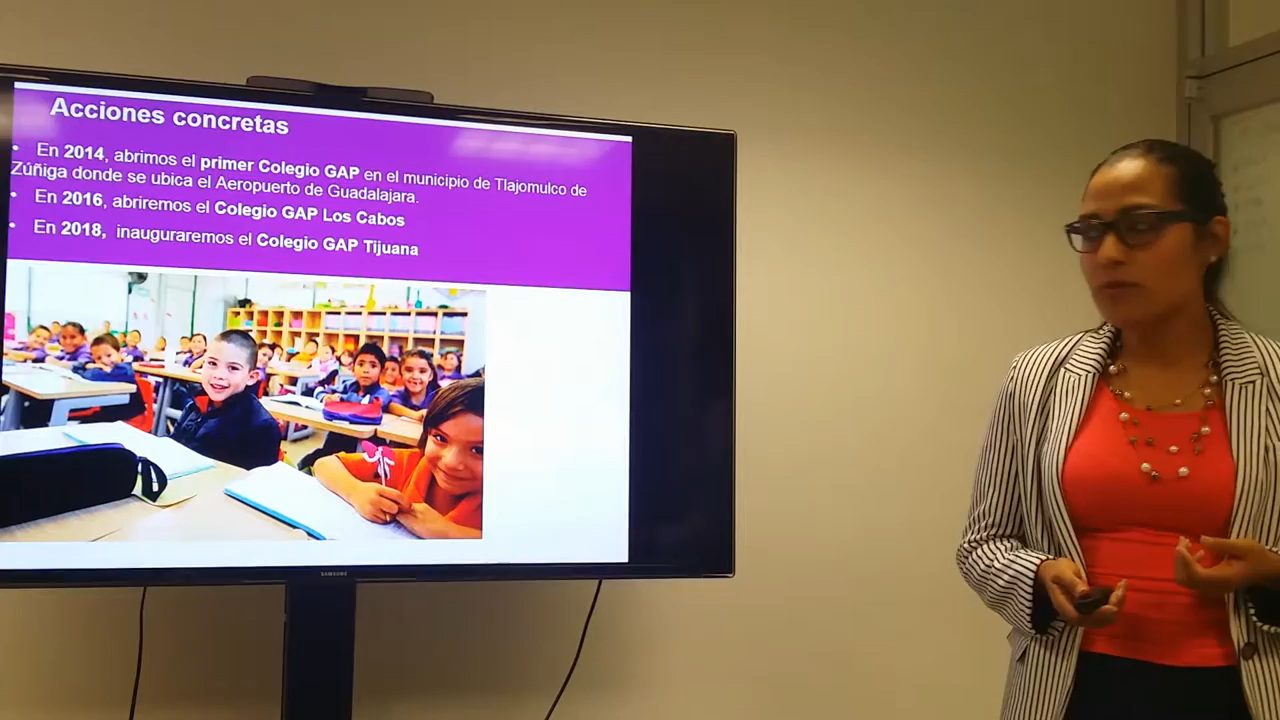 Acciones concretas
• En 2014, abrimos el primer Colegio GAP en el municipio de Tlajomulco de
Zúñiga donde se ubica el Aeropuerto de Guadalajara.
• En 2016, abriremos el Colegio GAP Los Cabos
• En 2018, inauguraremos el Colegio GAP Tijuana
SAMSUNG